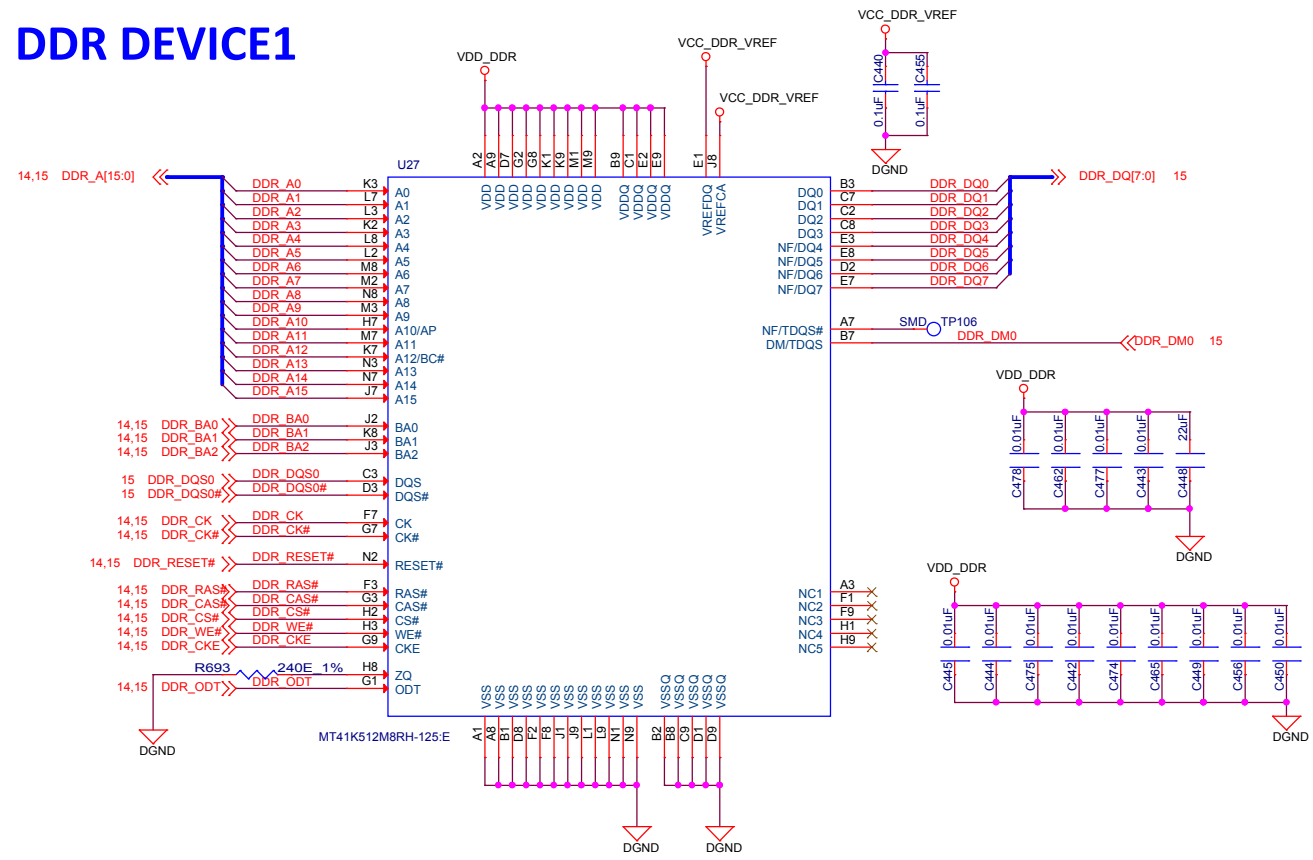 DDR DEVICE1
VCC_DDR_VREF
C440
0.1uF
C455
0.1uF
DGND
VDD_DDR
VCC_DDR_VREF
VCC_DDR_VREF
A2 A9 D7 G2 G8 K1 K9 M1 M9 B9 C1 E2 E9 E1 J8
VDD VDD VDD VDD VDD VDD VDD VDD VDD VDDQ VDDQ VDDQ VDDQ VREFDQ VREFCA
U27
14,15 DDR_A[15:0]
DDR_A0 K3 A0
DDR_A1 L7 A1
DDR_A2 L3 A2
DDR_A3 K2 A3
DDR_A4 L8 A4
DDR_A5 L2 A5
DDR_A6 M8 A6
DDR_A7 M2 A7
DDR_A8 N8 A8
DDR_A9 M3 A9
DDR_A10 H7 A10/AP
DDR_A11 M7 A11
DDR_A12 K7 A12/BC#
DDR_A13 N3 A13
DDR_A14 N7 A14
DDR_A15 J7 A15
14,15 DDR_BA0 DDR_BA0 J2 BA0
14,15 DDR_BA1 DDR_BA1 K8 BA1
14,15 DDR_BA2 DDR_BA2 J3 BA2
15 DDR_DQS0 DDR_DQS0 C3 DQS
15 DDR_DQS0# DDR_DQS0# D3 DQS#
14,15 DDR_CK DDR_CK F7 CK
14,15 DDR_CK# DDR_CK# G7 CK#
14,15 DDR_RESET# DDR_RESET# N2 RESET#
14,15 DDR_RAS# DDR_RAS# F3 RAS#
14,15 DDR_CAS# DDR_CAS# G3 CAS#
14,15 DDR_CS# DDR_CS# H2 CS#
14,15 DDR_WE# DDR_WE# H3 WE#
14,15 DDR_CKE DDR_CKE G9 CKE
R693 240E_1% H8 ZQ
14,15 DDR_ODT DDR_ODT G1 ODT
DGND
DQ0 B3 DDR_DQ0
DQ1 C7 DDR_DQ1
DQ2 C2 DDR_DQ2
DQ3 C8 DDR_DQ3
NF/DQ4 E3 DDR_DQ4
NF/DQ5 E8 DDR_DQ5
NF/DQ6 D2 DDR_DQ6
NF/DQ7 E7 DDR_DQ7
DDR_DQ[7:0] 15
NF/TDQS# A7 SMD TP106
DM/TDQS B7 DDR_DM0 DDR_DM0 15
VDD_DDR
0.01uF 0.01uF 0.01uF 0.01uF 22uF
C478 C462 C477 C443 C448
DGND
NC1 A3
NC2 F1
NC3 F9
NC4 H1
NC5 H9
VDD_DDR
0.01uF 0.01uF 0.01uF 0.01uF 0.01uF 0.01uF 0.01uF 0.01uF 0.01uF
C445 C444 C475 C442 C474 C465 C449 C456 C450
DGND
VSS VSS VSS VSS VSS VSS VSS VSS VSS VSS VSS VSS VSSQ VSSQ VSSQ VSSQ VSSQ
MT41K512M8RH-125:E
A1 A8 B1 D8 F2 F8 J1 J9 L1 L9 N1 N9 B2 B8 C9 D1 D9
DGND
DGND